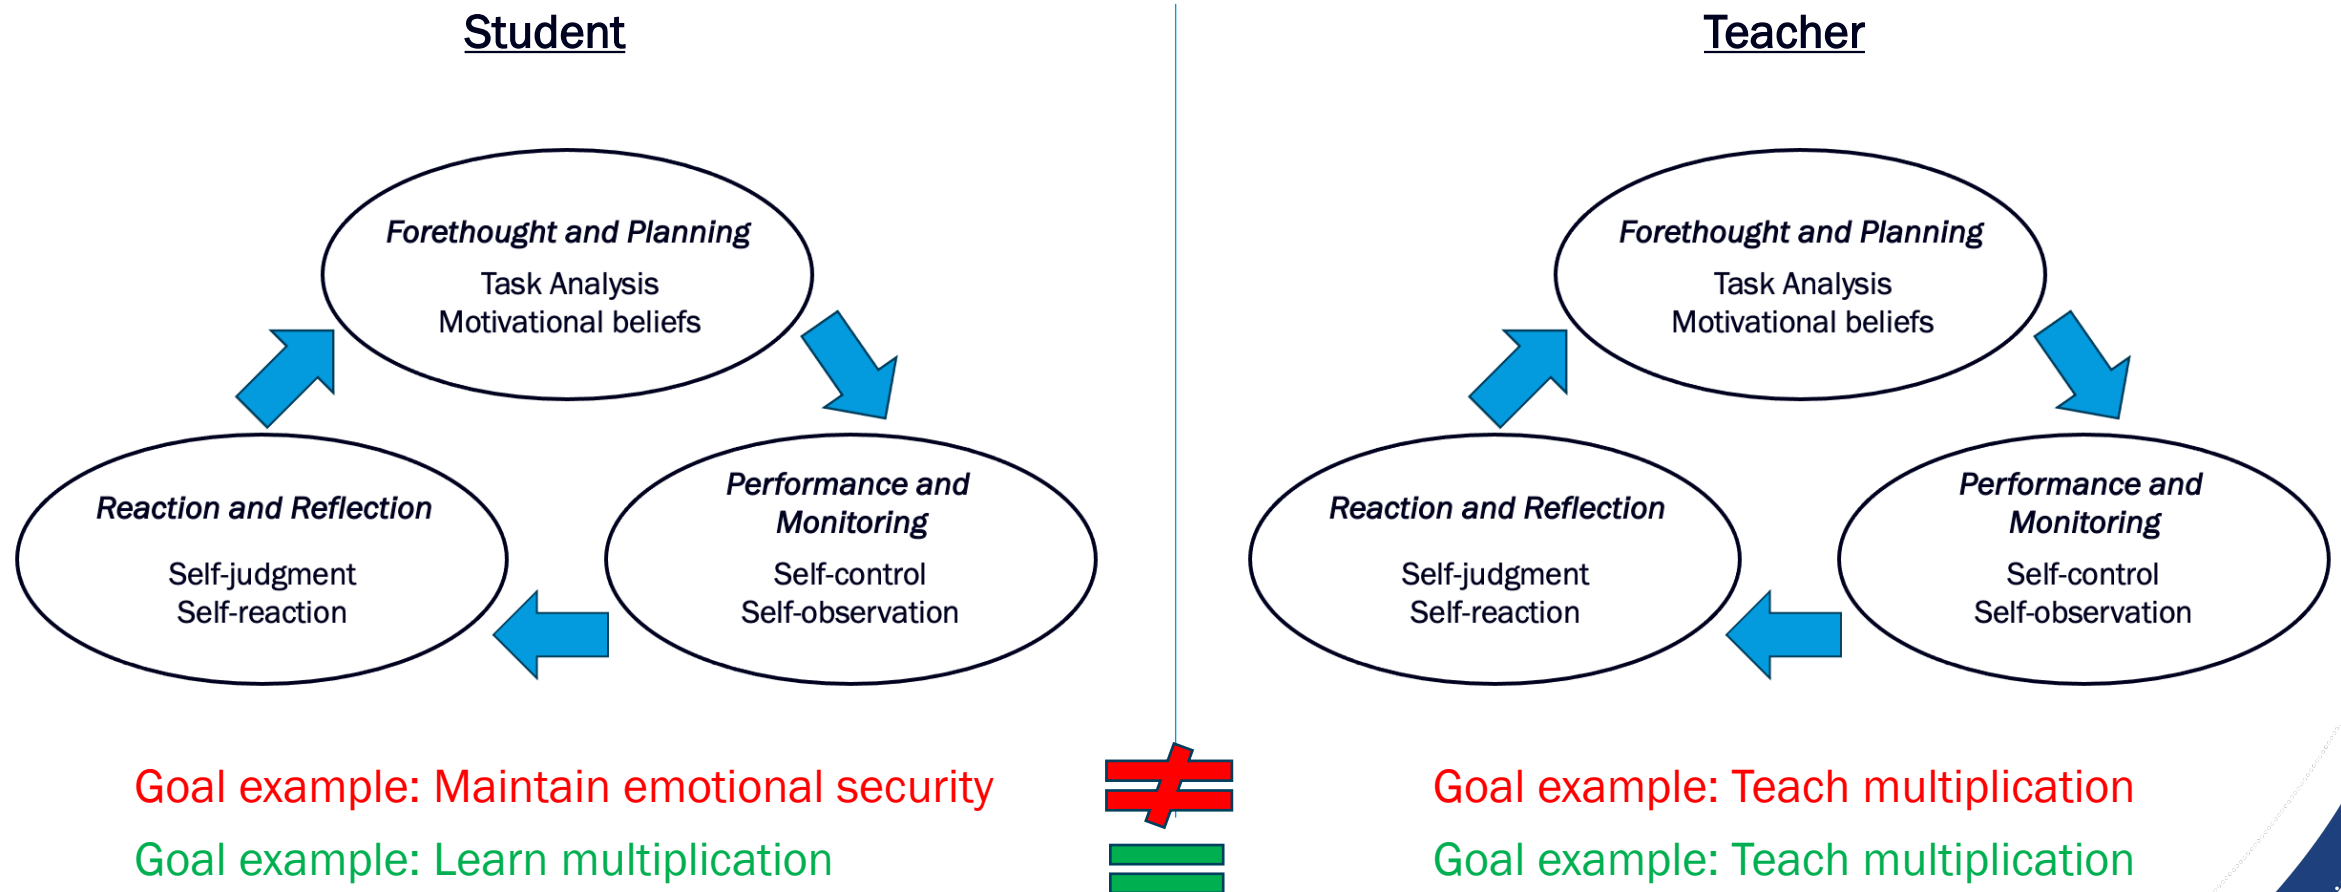 Student
Forethought and Planning
Task Analysis
Motivational beliefs
Reaction and Reflection
Self-judgment
Self-reaction
Performance and
Monitoring
Self-control
Self-observation
Goal example: Maintain emotional security
Goal example: Learn multiplication
≠
=
Teacher
Forethought and Planning
Task Analysis
Motivational beliefs
Reaction and Reflection
Self-judgment
Self-reaction
Performance and
Monitoring
Self-control
Self-observation
Goal example: Teach multiplication
Goal example: Teach multiplication